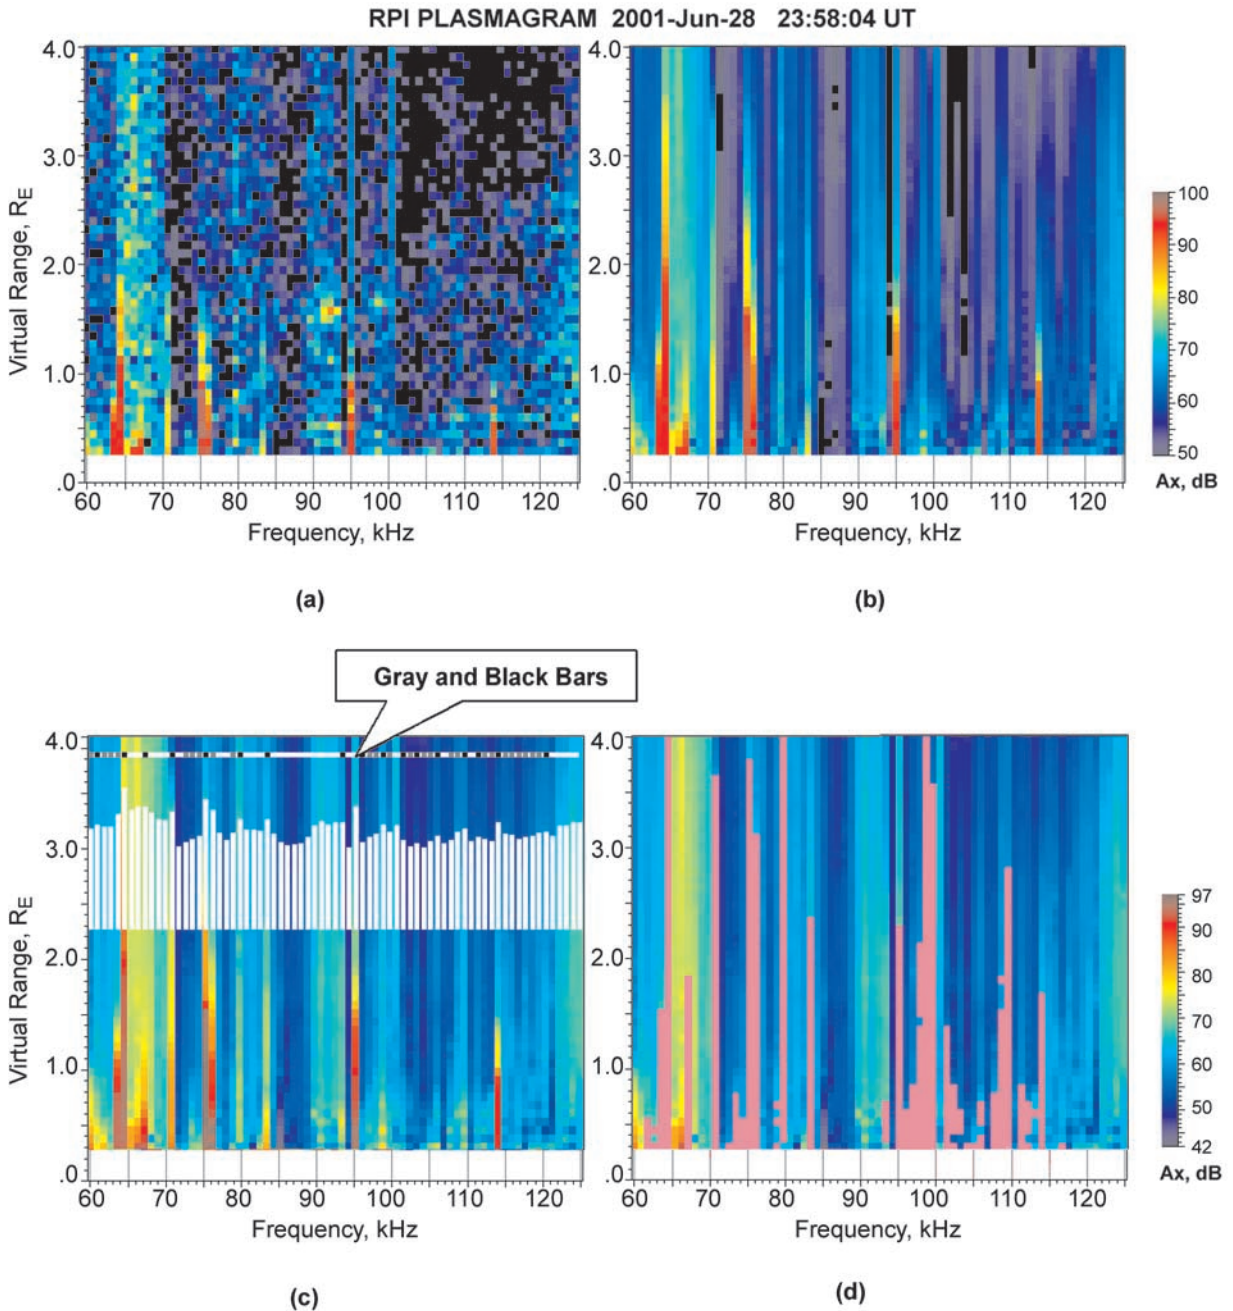 RPI PLASMAGRAM 2001-Jun-28 23:58:04 UT
4.0
3.0
2.0
1.0
.0
Virtual Range, R_E
60 70 80 90 100 110 120
Frequency, kHz
(a)
4.0
3.0
2.0
1.0
.0
60 70 80 90 100 110 120
Frequency, kHz
(b)
100
90
80
70
60
50
Ax, dB
Gray and Black Bars
4.0
3.0
2.0
1.0
.0
Virtual Range, R_E
60 70 80 90 100 110 120
Frequency, kHz
(c)
4.0
3.0
2.0
1.0
.0
60 70 80 90 100 110 120
Frequency, kHz
(d)
97
90
80
70
60
50
42
Ax, dB